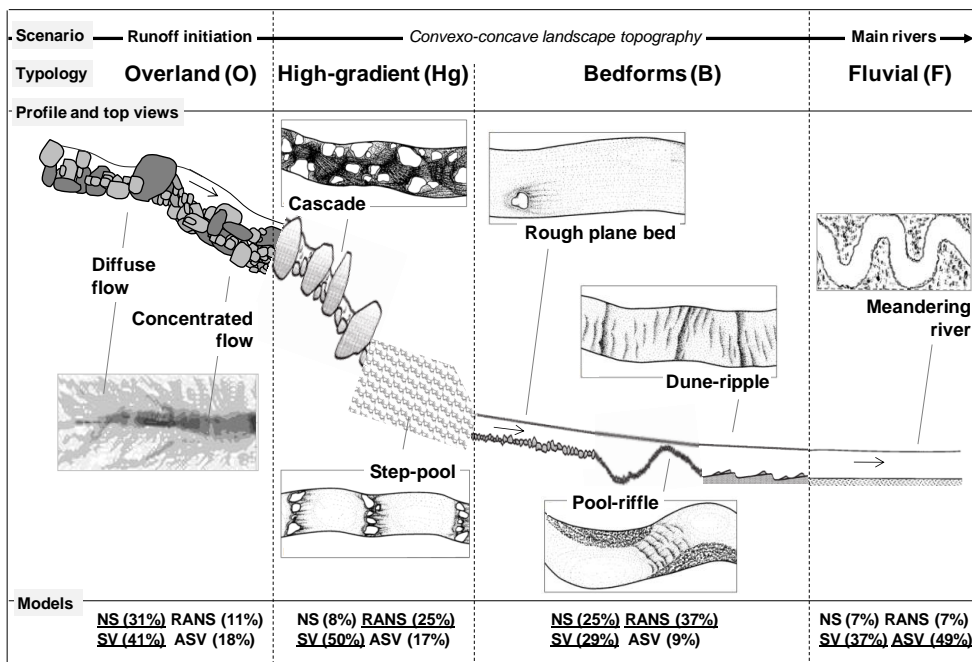 Scenario Runoff initiation Convexo-concave landscape topography Main rivers
Typology Overland (O) High-gradient (Hg) Bedforms (B) Fluvial (F)
Profile and top views
Cascade
Rough plane bed
Diffuse
flow
Concentrated
flow
Meandering
river
Dune-ripple
Step-pool
Pool-riffle
Models
NS (31%) RANS (11%) NS (8%) RANS (25%) NS (25%) RANS (37%) NS (7%) RANS (7%)
SV (41%) ASV (18%) SV (50%) ASV (17%) SV (29%) ASV (9%) SV (37%) ASV (49%)